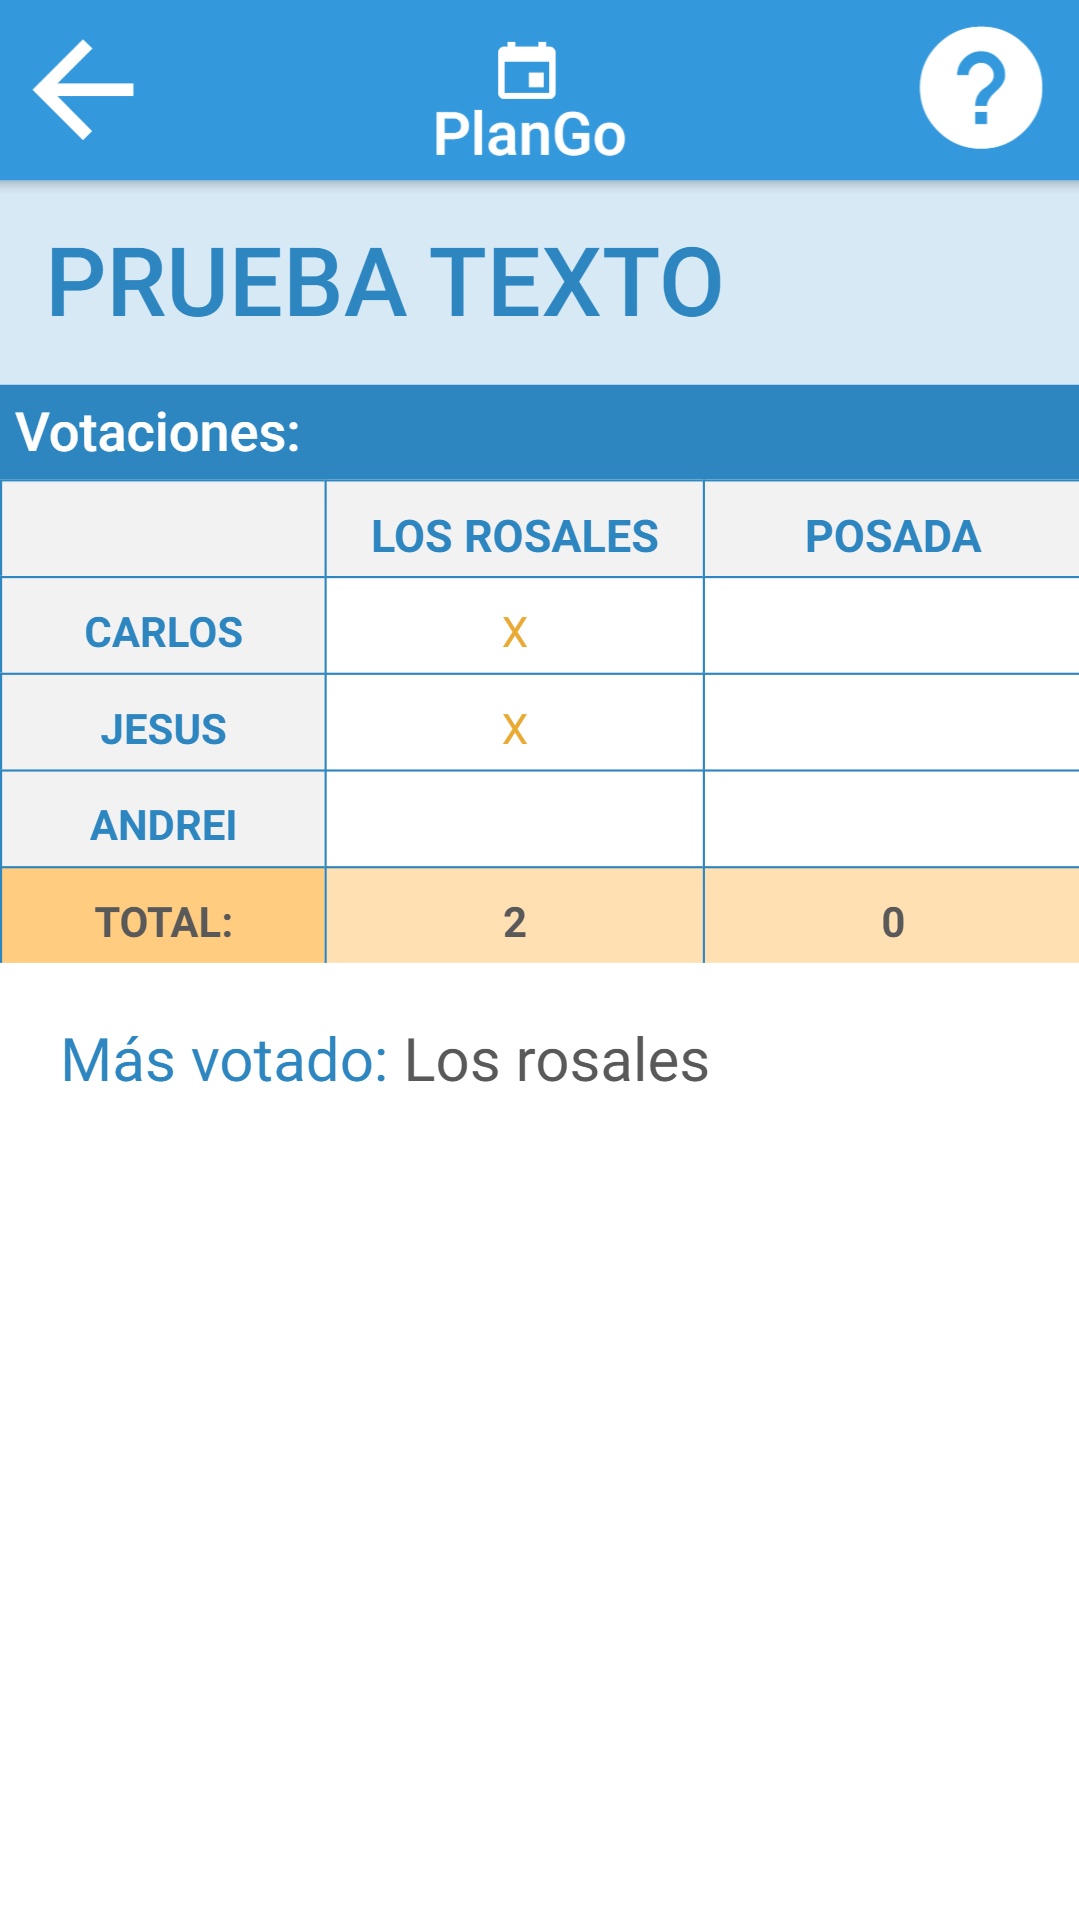 PlanGo
?
PRUEBA TEXTO
Votaciones:
LOS ROSALES POSADA
CARLOS X
JESUS X
ANDREI
TOTAL: 2 0
Más votado: Los rosales